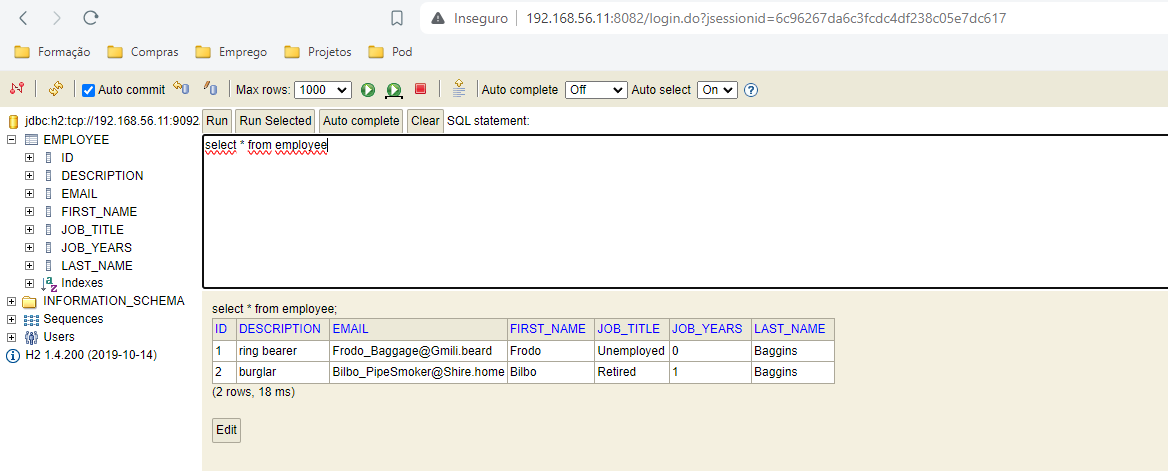 Inseguro 192.168.56.11:8082/login.do?jsessionid=6c96267da6c3fcdc4df238c05e7dc617
Formação Compras Emprego Projetos Pod
Auto commit Max rows: 1000 Auto complete Off Auto select On
jdbc:h2:tcp://192.168.56.11:9092
Run Run Selected Auto complete Clear SQL statement:
EMPLOYEE
ID
DESCRIPTION
EMAIL
FIRST_NAME
JOB_TITLE
JOB_YEARS
LAST_NAME
Indexes
INFORMATION_SCHEMA
Sequences
Users
H2 1.4.200 (2019-10-14)
select * from employee
select * from employee;
ID DESCRIPTION EMAIL FIRST_NAME JOB_TITLE JOB_YEARS LAST_NAME
1 ring bearer Frodo_Baggage@Gmili.beard Frodo Unemployed 0 Baggins
2 burglar Bilbo_PipeSmoker@Shire.home Bilbo Retired 1 Baggins
(2 rows, 18 ms)
Edit